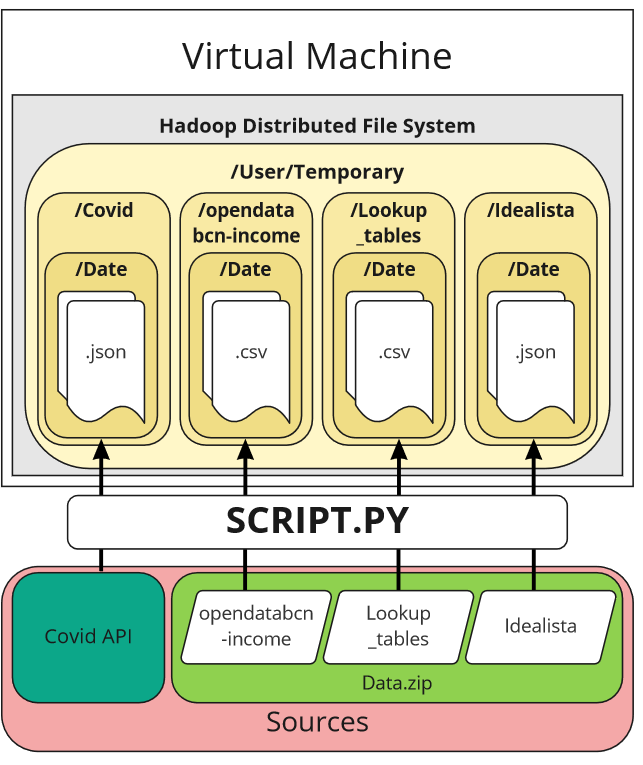 Virtual Machine
Hadoop Distributed File System
/User/Temporary
/Covid
/opendata
bcn-income
/Lookup
_tables
/Idealista
/Date
/Date
/Date
/Date
.json
.csv
.csv
.json
SCRIPT.PY
Covid API
opendatabcn
-income
Lookup
_tables
Idealista
Data.zip
Sources